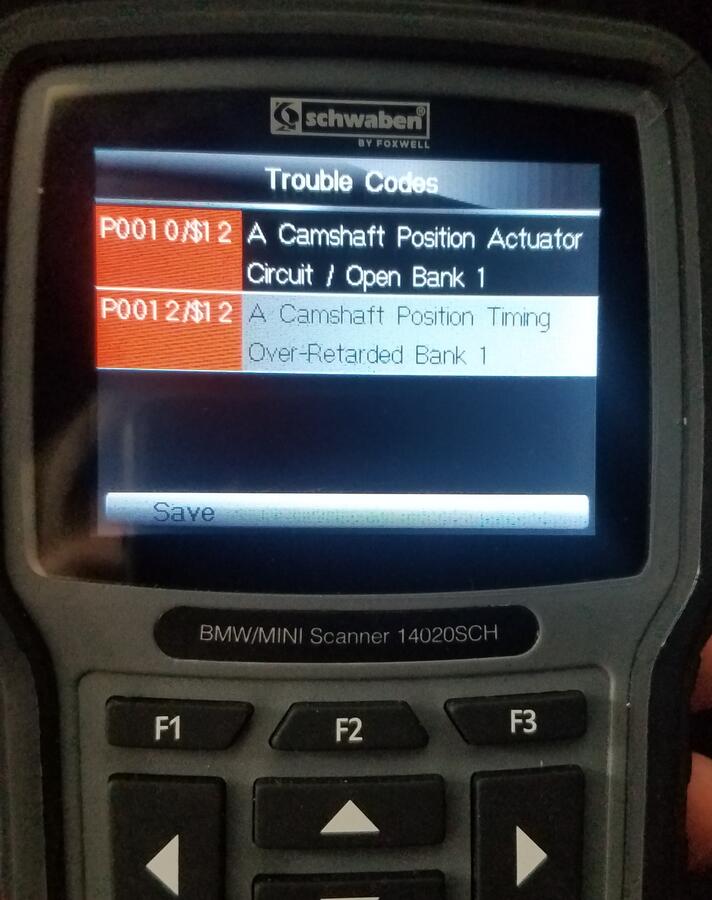 schwaben®
BY FOXWELL
Trouble Codes
P0010/$12 A Camshaft Position Actuator
Circuit / Open Bank 1
P0012/$12 A Camshaft Position Timing
Over-Retarded Bank 1
Save
BMW/MINI Scanner 14020SCH
F1 F2 F3